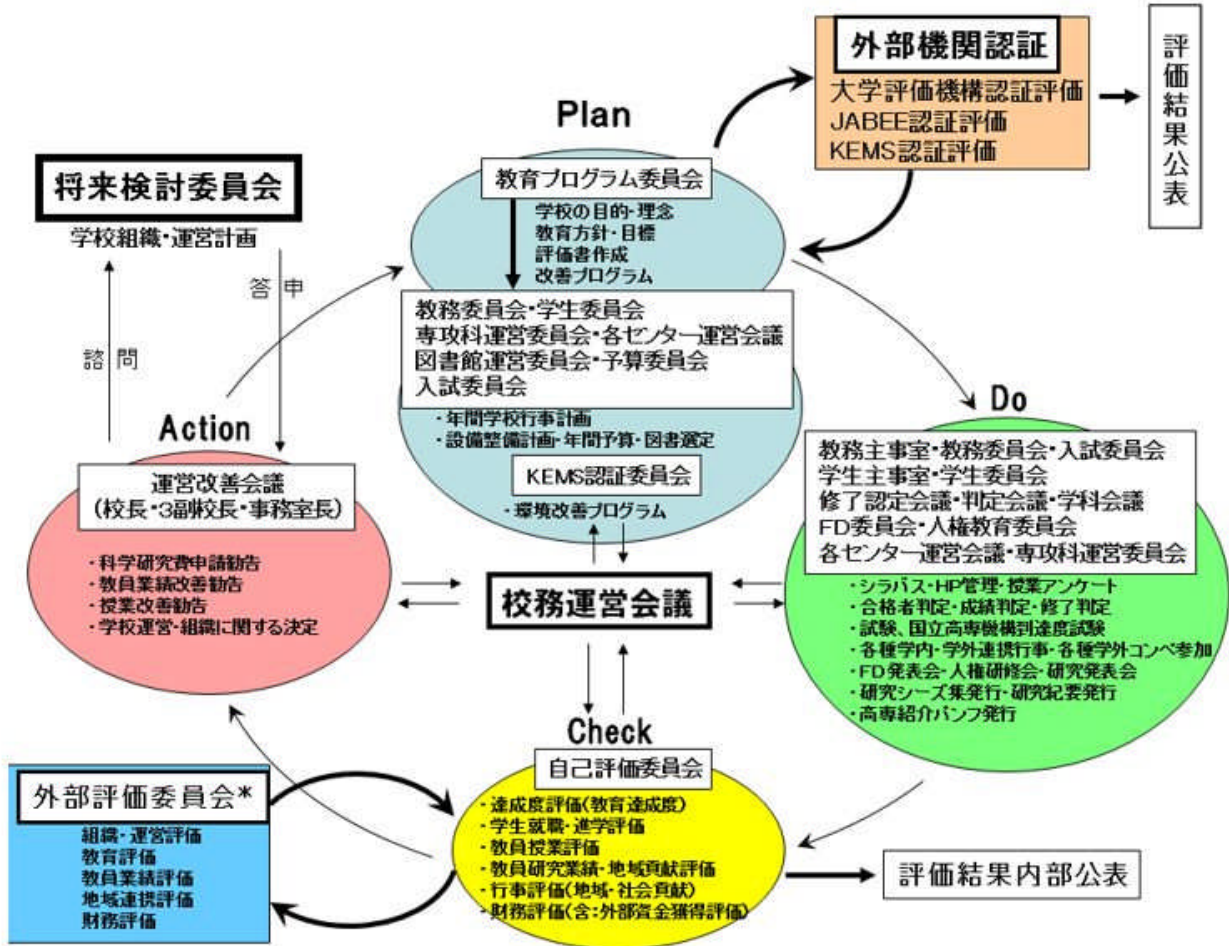 外部機関認証
大学評価機構認証評価
JABEE認証評価
KEMS認証評価
評価結果公表
Plan
教育プログラム委員会
学校の目的・理念
教育方針・目標
評価書作成
改善プログラム
教務委員会・学生委員会
専攻科運営委員会・各センター運営会議
図書館運営委員会・予算委員会
入試委員会
・年間学校行事計画
・設備整備計画・年間予算・図書選定
KEMS認証委員会
・環境改善プログラム
将来検討委員会
学校組織・運営計画
答申
諮問
Action
運営改善会議
(校長・3副校長・事務室長)
・科学研究費申請勧告
・教員業績改善勧告
・授業改善勧告
・学校運営・組織に関する決定
校務運営会議
Do
教務主事室・教務委員会・入試委員会
学生主事室・学生委員会
修了認定会議・判定会議・学科会議
FD委員会・人権教育委員会
各センター運営会議・専攻科運営委員会
・シラバス・HP管理・授業アンケート
・合格者判定・成績判定・修了判定
・試験、国立高専機構到達度試験
・各種学内・学外連携行事・各種学外コンペ参加
・FD発表会・人権研修会・研究発表会
・研究シーズ集発行・研究紀要発行
・高専紹介パンフ発行
Check
自己評価委員会
・達成度評価(教育達成度)
・学生就職・進学評価
・教員授業評価
・教員研究業績・地域貢献評価
・行事評価(地域・社会貢献)
・財務評価(含:外部資金獲得評価)
外部評価委員会*
組織・運営評価
教育評価
教員業績評価
地域連携評価
財務評価
評価結果内部公表